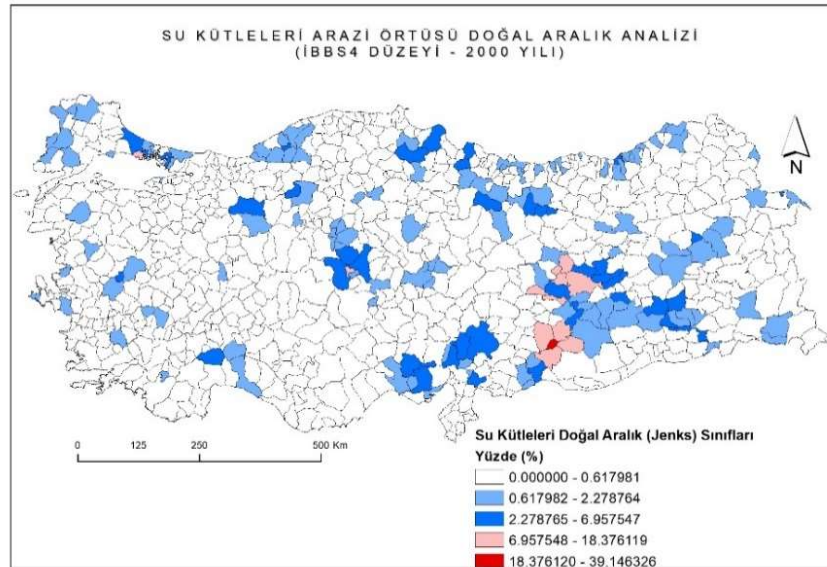 SU KÜTLELERİ ARAZİ ÖRTÜSÜ DOĞAL ARALIK ANALİZİ
(İBBS4 DÜZEYİ - 2000 YILI)
N
0 125 250 500 Km
Su Kütleleri Doğal Aralık (Jenks) Sınıfları
Yüzde (%)
0.000000 - 0.617981
0.617982 - 2.278764
2.278765 - 6.957547
6.957548 - 18.376119
18.376120 - 39.146326